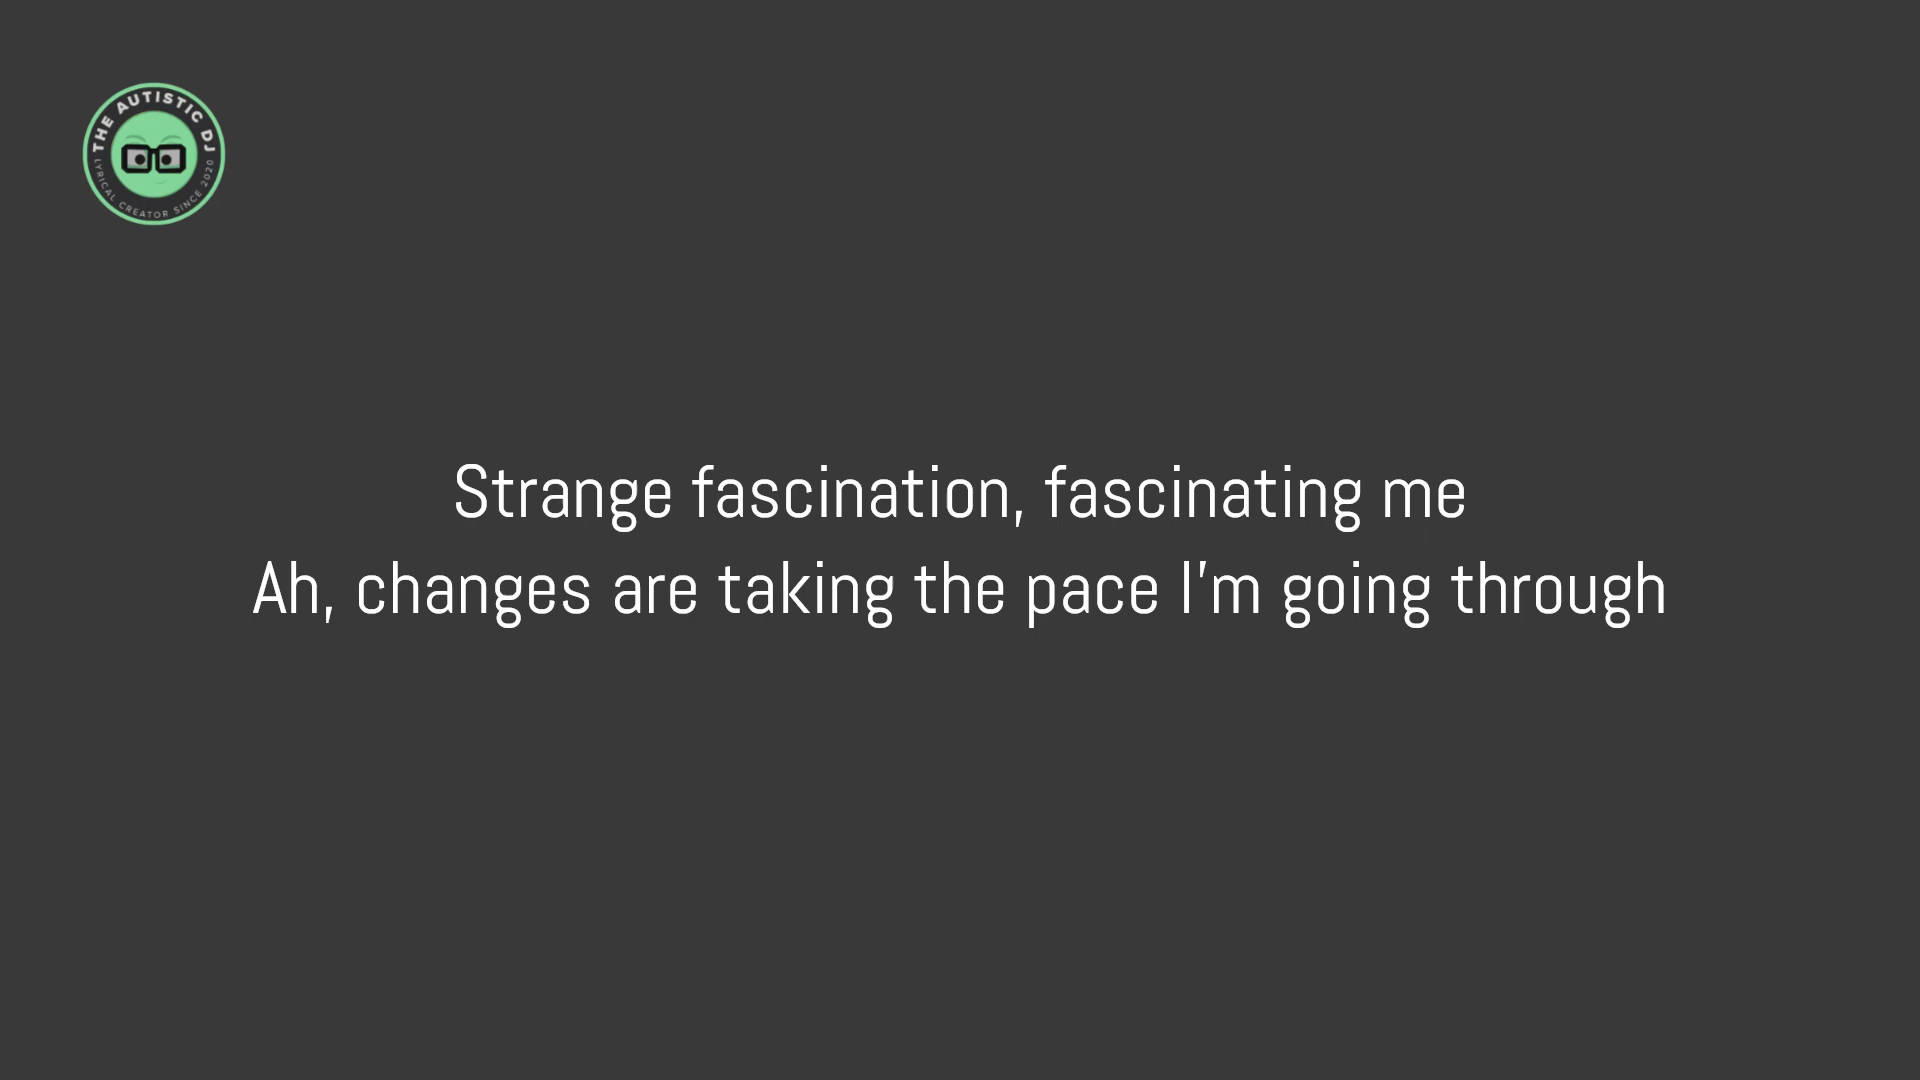 THE AUTISTIC DJ
LYRICAL CREATOR SINCE 2020
Strange fascination, fascinating me
Ah, changes are taking the pace I'm going through